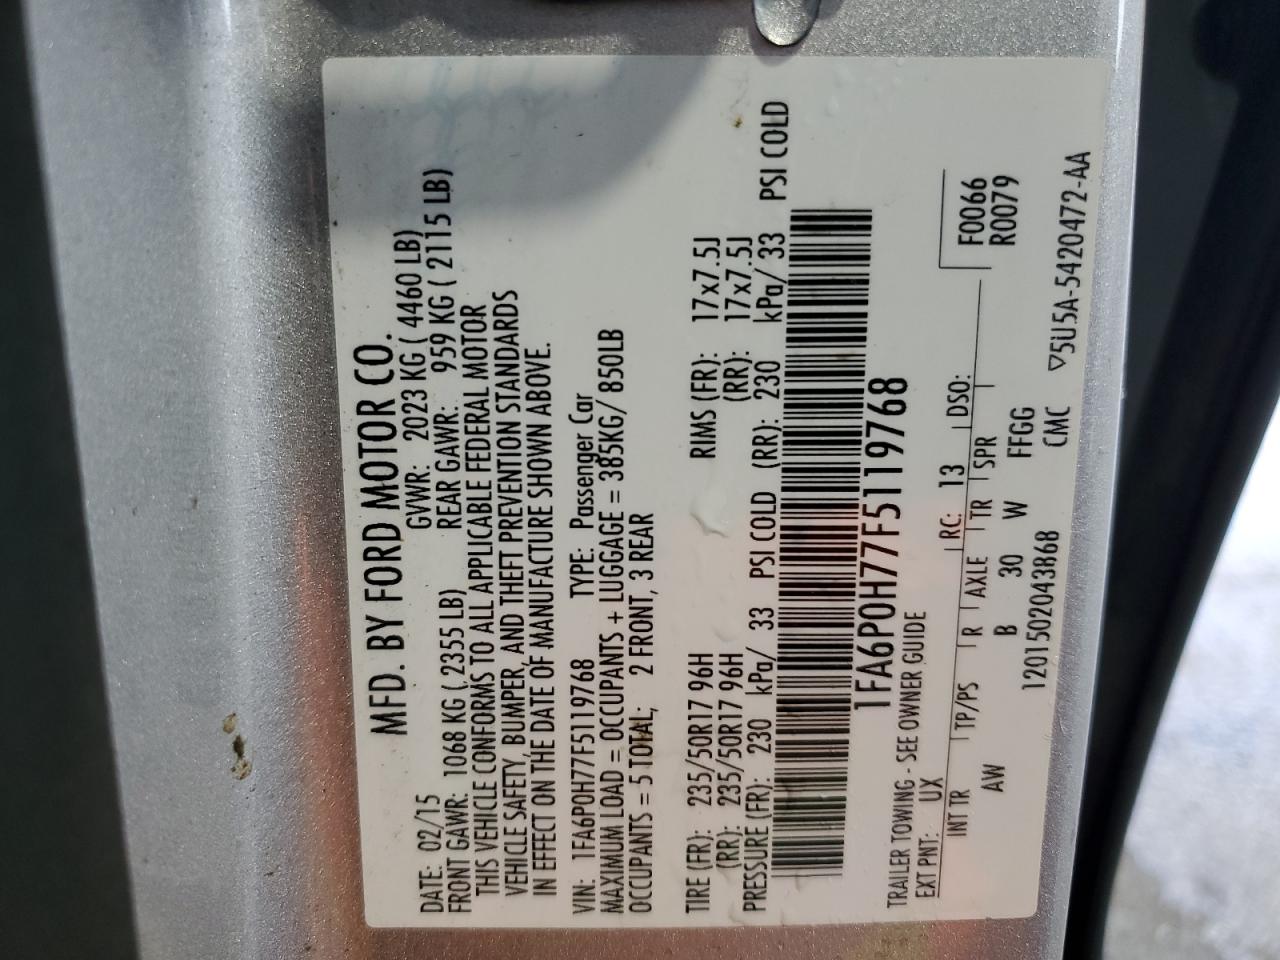 MFD. BY FORD MOTOR CO.
DATE: 02/15 GVWR: 2023 KG ( 4460 LB)
FRONT GAWR: 1068 KG ( 2355 LB) REAR GAWR: 959 KG ( 2115 LB)
THIS VEHICLE CONFORMS TO ALL APPLICABLE FEDERAL MOTOR
VEHICLE SAFETY, BUMPER, AND THEFT PREVENTION STANDARDS
IN EFFECT ON THE DATE OF MANUFACTURE SHOWN ABOVE.
VIN: 1FA6P0H77F5119768 TYPE: Passenger Car
MAXIMUM LOAD = OCCUPANTS + LUGGAGE = 385KG/ 850LB
OCCUPANTS = 5 TOTAL, 2 FRONT, 3 REAR
TIRE (FR): 235/50R17 96H RIMS (FR): 17x7.5J
(RR): 235/50R17 96H (RR): 17x7.5J
PRESSURE (FR): 230 kPa/ 33 PSI COLD (RR): 230 kPa/ 33 PSI COLD
1FA6P0H77F5119768
TRAILER TOWING - SEE OWNER GUIDE
EXT PNT: UX RC: 13 DSO: F0066
R0079
INT TR TP/PS R AXLE TR SPR
AW B 30 W FFGG
1201502043868 CMC ▽5U5A-5420472-AA